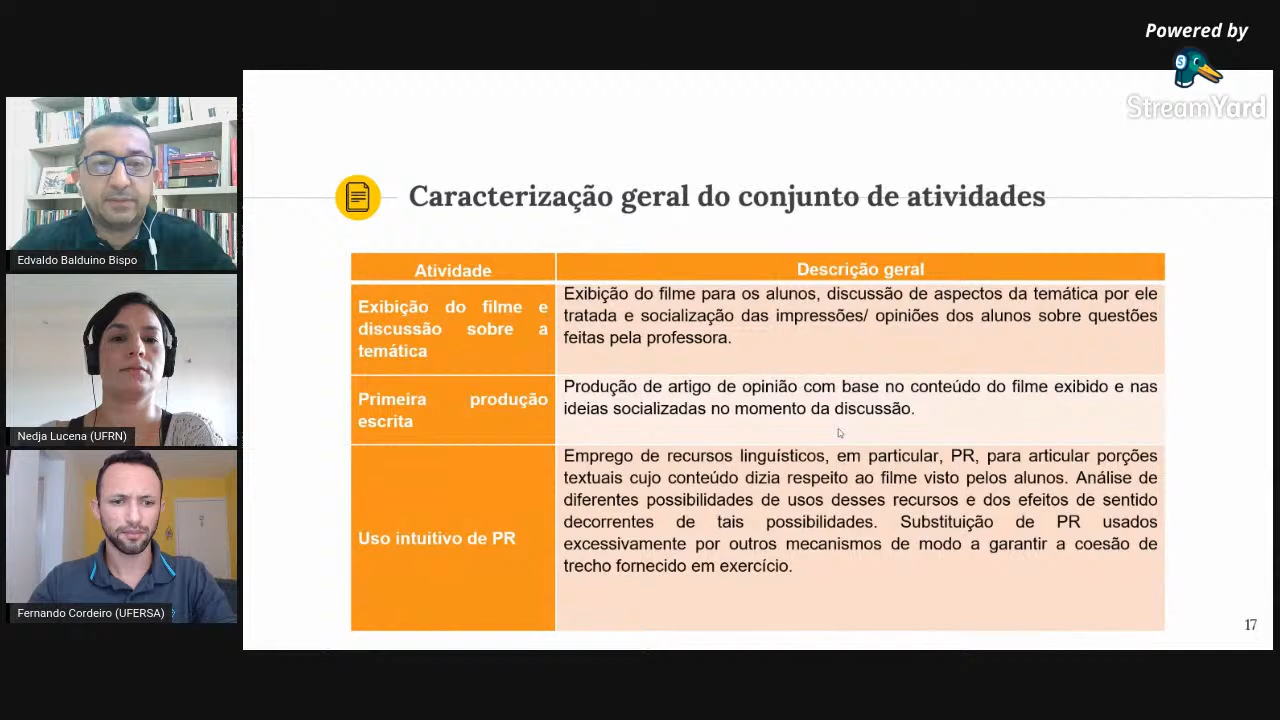 Powered by
StreamYard
Edvaldo Balduino Bispo
Nedja Lucena (UFRN)
Fernando Cordeiro (UFERSA)
Caracterização geral do conjunto de atividades
Atividade
Descrição geral
Exibição do filme e
discussão sobre a
temática
Exibição do filme para os alunos, discussão de aspectos da temática por ele
tratada e socialização das impressões/ opiniões dos alunos sobre questões
feitas pela professora.
Primeira produção
escrita
Produção de artigo de opinião com base no conteúdo do filme exibido e nas
ideias socializadas no momento da discussão.
Uso intuitivo de PR
Emprego de recursos linguísticos, em particular, PR, para articular porções
textuais cujo conteúdo dizia respeito ao filme visto pelos alunos. Análise de
diferentes possibilidades de usos desses recursos e dos efeitos de sentido
decorrentes de tais possibilidades. Substituição de PR usados
excessivamente por outros mecanismos de modo a garantir a coesão de
trecho fornecido em exercício.
17